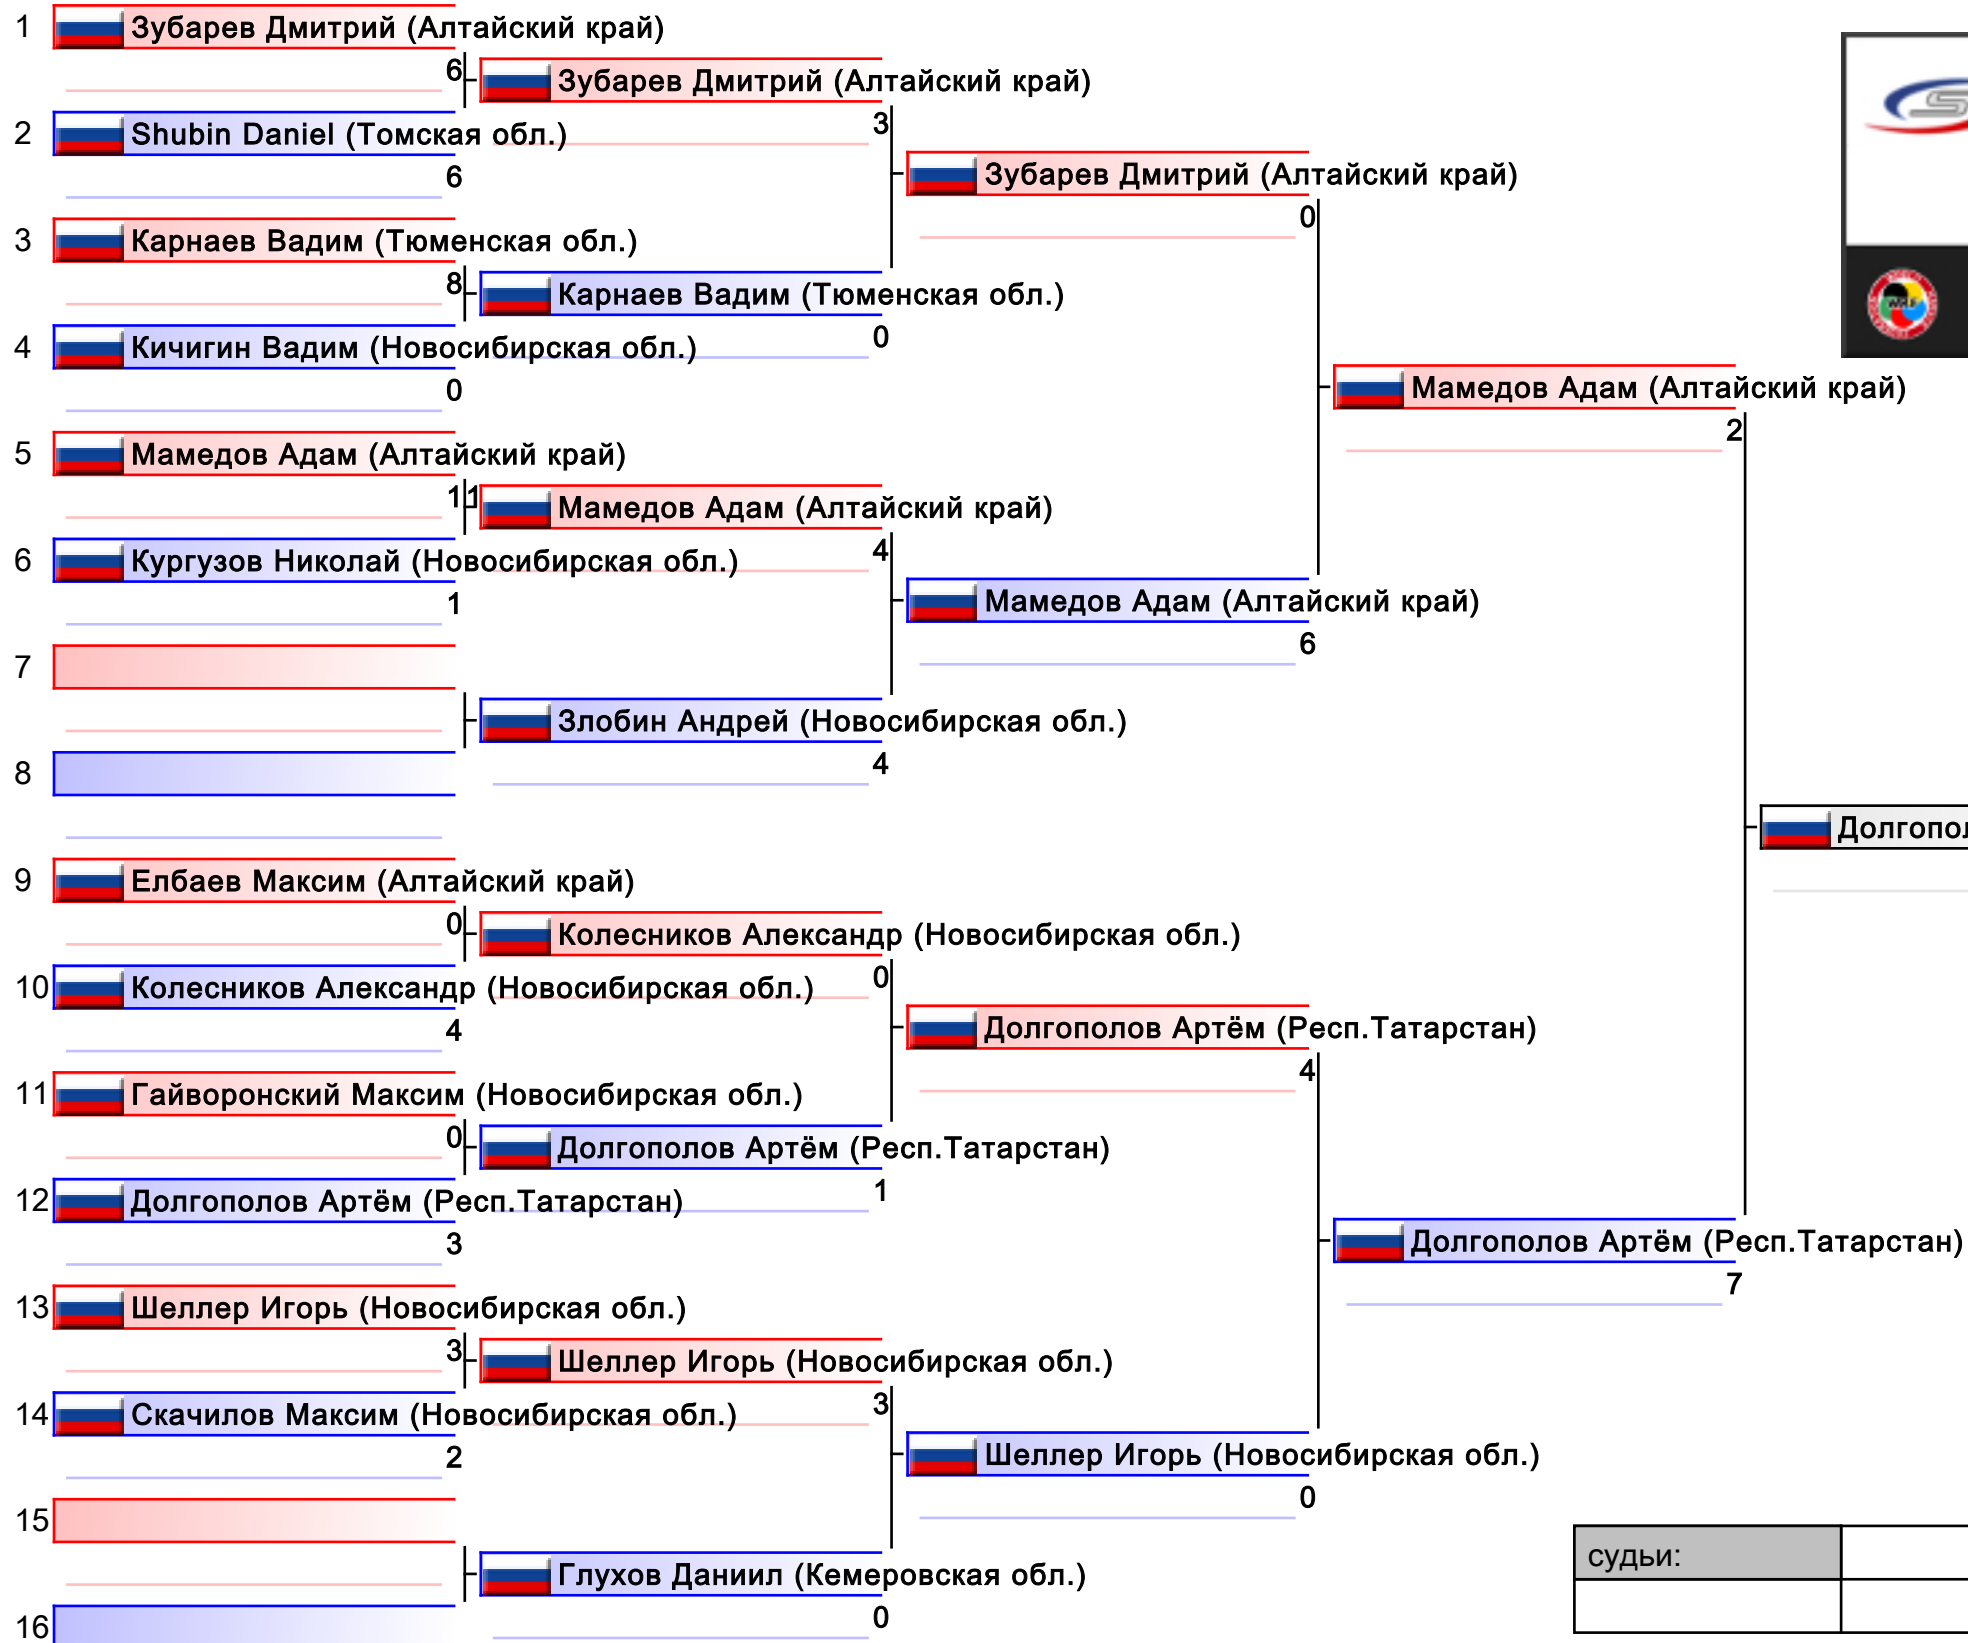 1 Зубарев Дмитрий (Алтайский край)
6
Зубарев Дмитрий (Алтайский край)
3
2 Shubin Daniel (Томская обл.)
6
Зубарев Дмитрий (Алтайский край)
0
3 Карнаев Вадим (Тюменская обл.)
8
Карнаев Вадим (Тюменская обл.)
0
4 Кичигин Вадим (Новосибирская обл.)
0
Мамедов Адам (Алтайский край)
2
5 Мамедов Адам (Алтайский край)
11
Мамедов Адам (Алтайский край)
4
6 Кургузов Николай (Новосибирская обл.)
1
Мамедов Адам (Алтайский край)
6
7
Злобин Андрей (Новосибирская обл.)
4
8
Долгопол
9 Елбаев Максим (Алтайский край)
0
Колесников Александр (Новосибирская обл.)
0
10 Колесников Александр (Новосибирская обл.)
4
Долгополов Артём (Респ.Татарстан)
4
11 Гайворонский Максим (Новосибирская обл.)
0
Долгополов Артём (Респ.Татарстан)
1
12 Долгополов Артём (Респ.Татарстан)
3
Долгополов Артём (Респ.Татарстан)
7
13 Шеллер Игорь (Новосибирская обл.)
3
Шеллер Игорь (Новосибирская обл.)
3
14 Скачилов Максим (Новосибирская обл.)
2
Шеллер Игорь (Новосибирская обл.)
0
15
Глухов Даниил (Кемеровская обл.)
0
16
судьи: